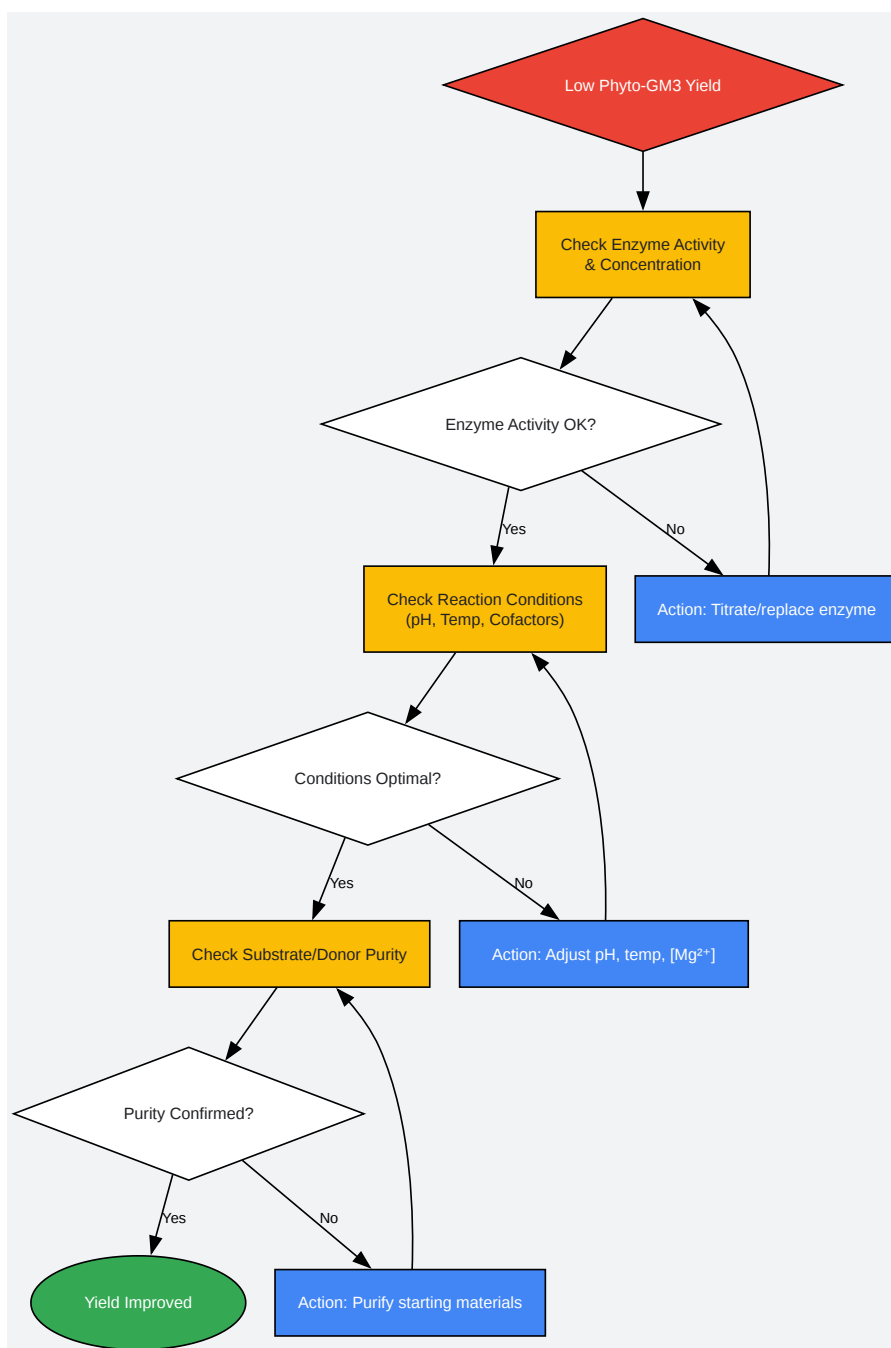 Low Phyto-GM3 Yield
Check Enzyme Activity
& Concentration
Enzyme Activity OK?
Yes
No
Check Reaction Conditions
(pH, Temp, Cofactors)
Action: Titrate/replace enzyme
Conditions Optimal?
Yes
No
Check Substrate/Donor Purity
Action: Adjust pH, temp, [Mg²⁺]
Purity Confirmed?
Yes
No
Yield Improved
Action: Purify starting materials